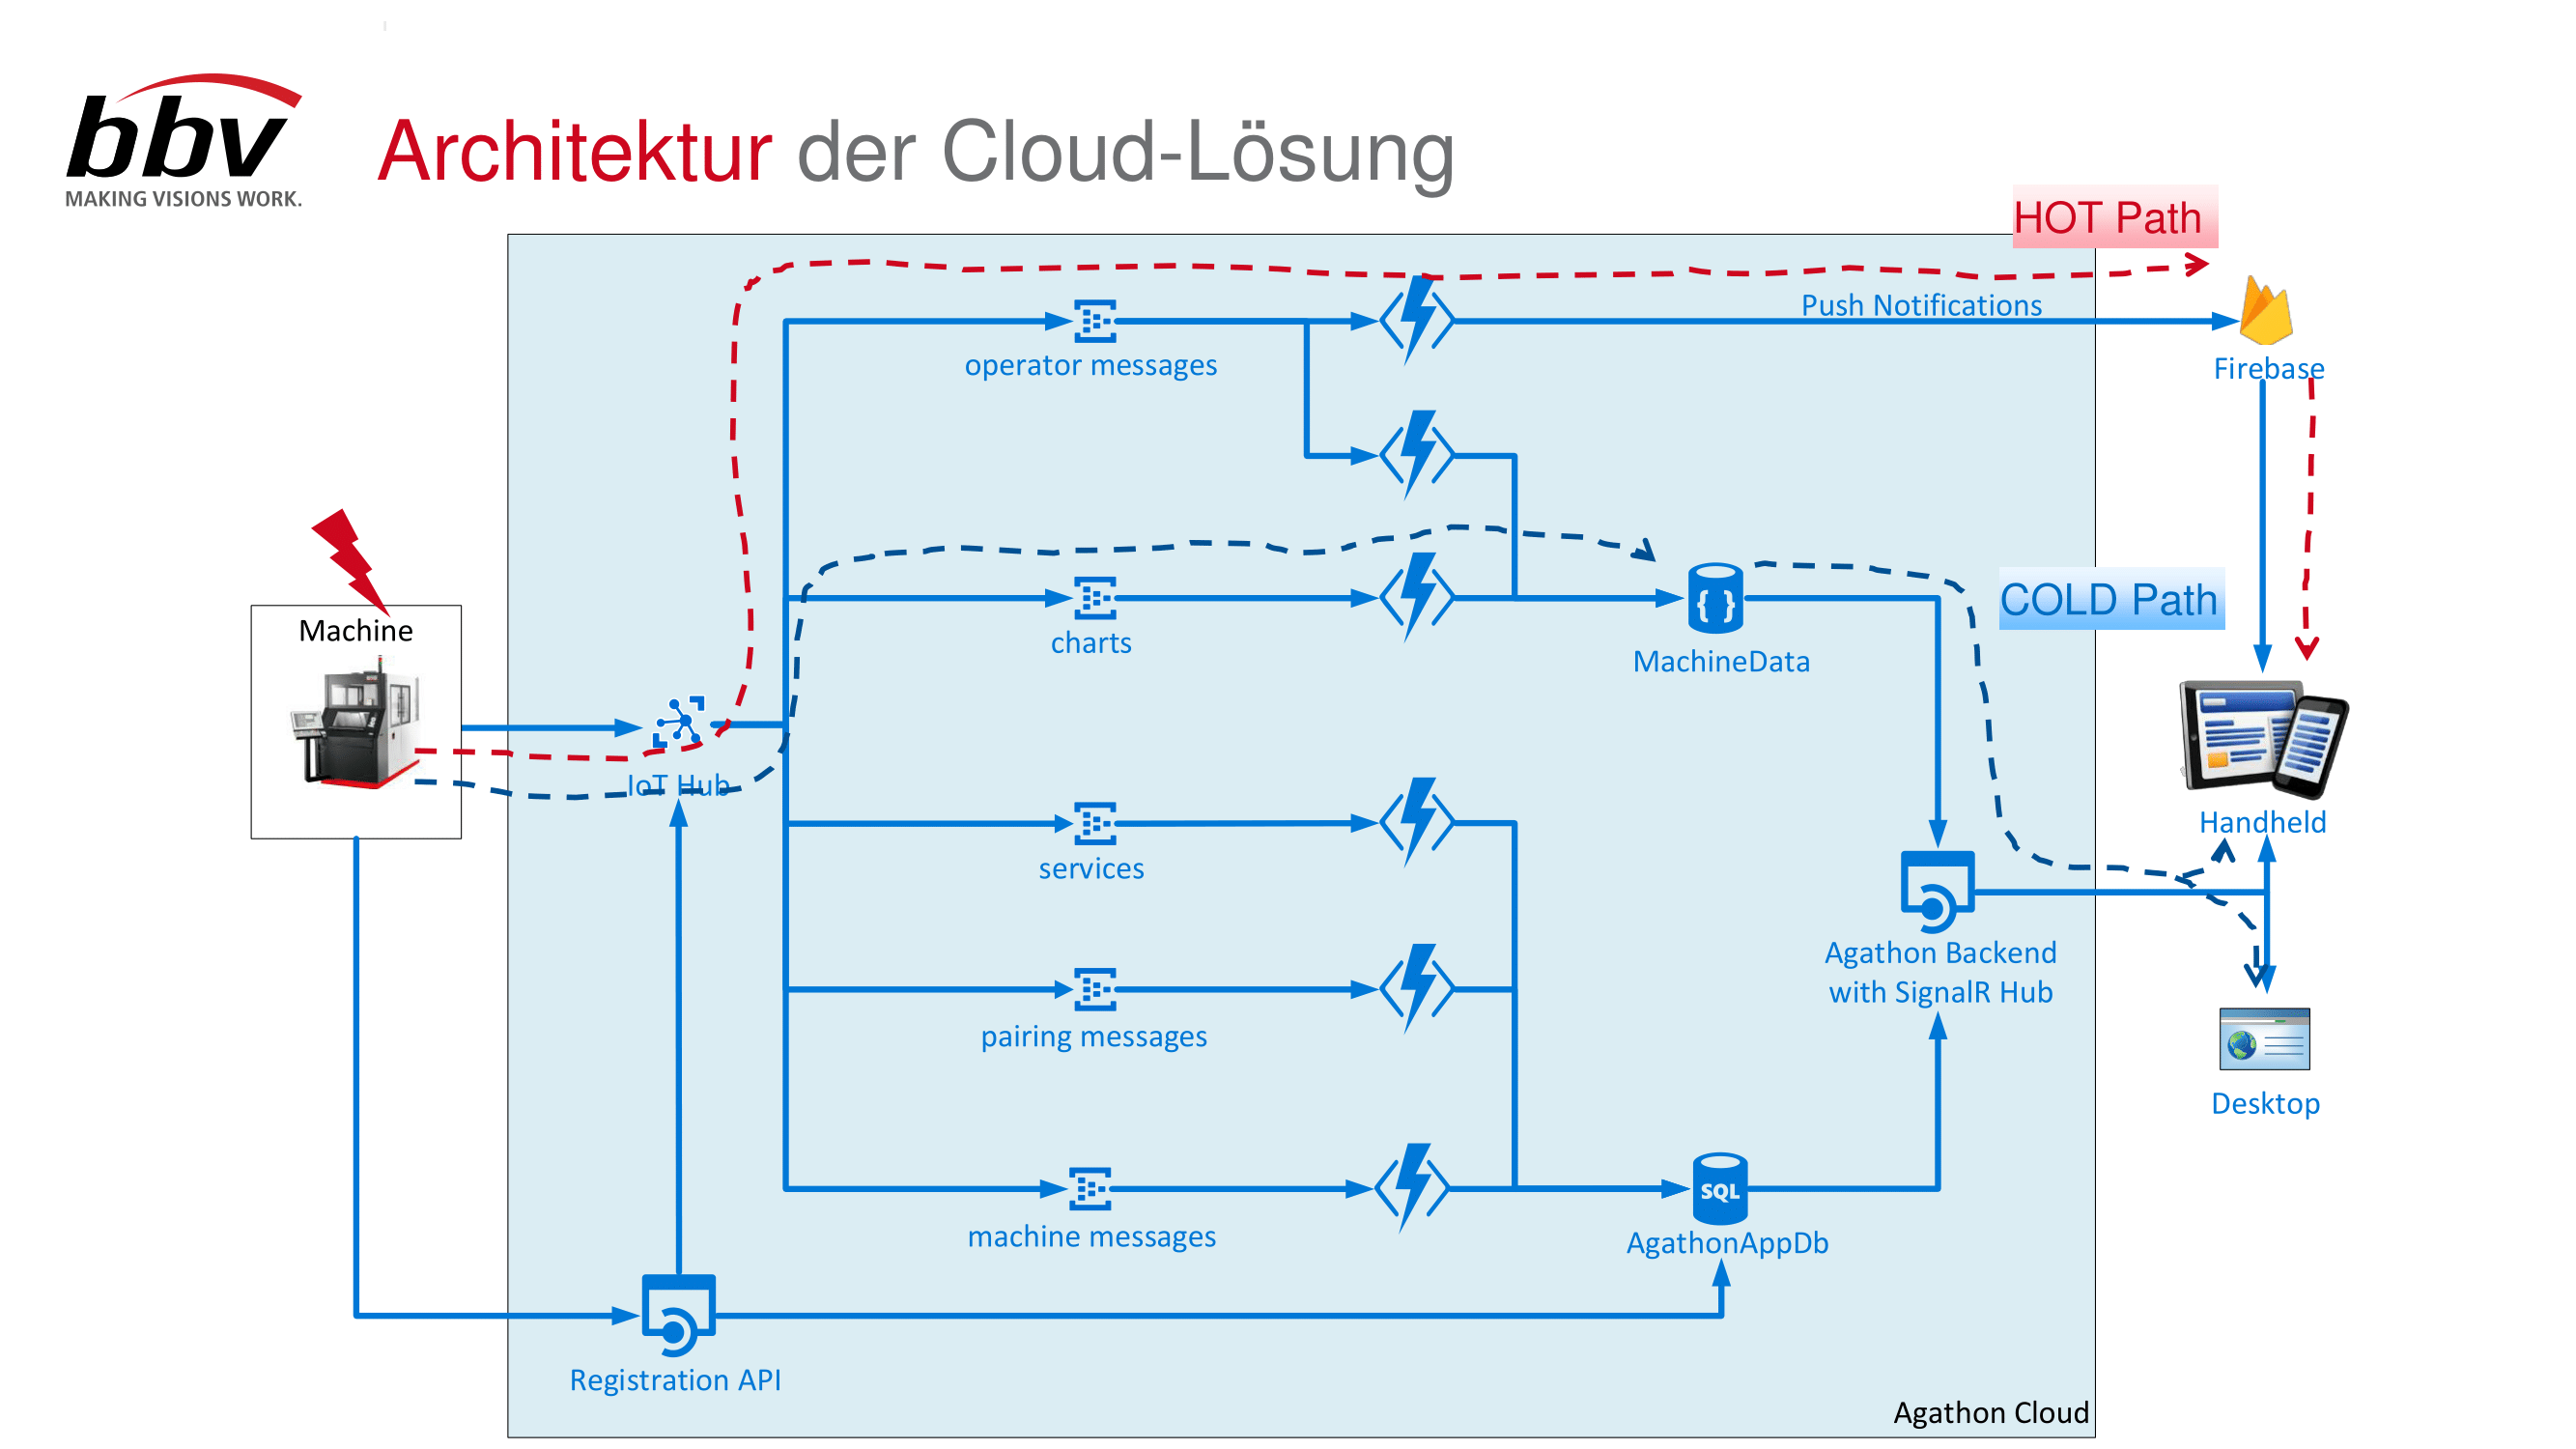 bbv
MAKING VISIONS WORK.
Architektur der Cloud-Lösung
HOT Path
Push Notifications
operator messages
Firebase
COLD Path
Machine
charts
MachineData
IoT Hub
Handheld
services
Agathon Backend
with SignalR Hub
pairing messages
Desktop
SQL
machine messages
AgathonAppDb
Registration API
Agathon Cloud